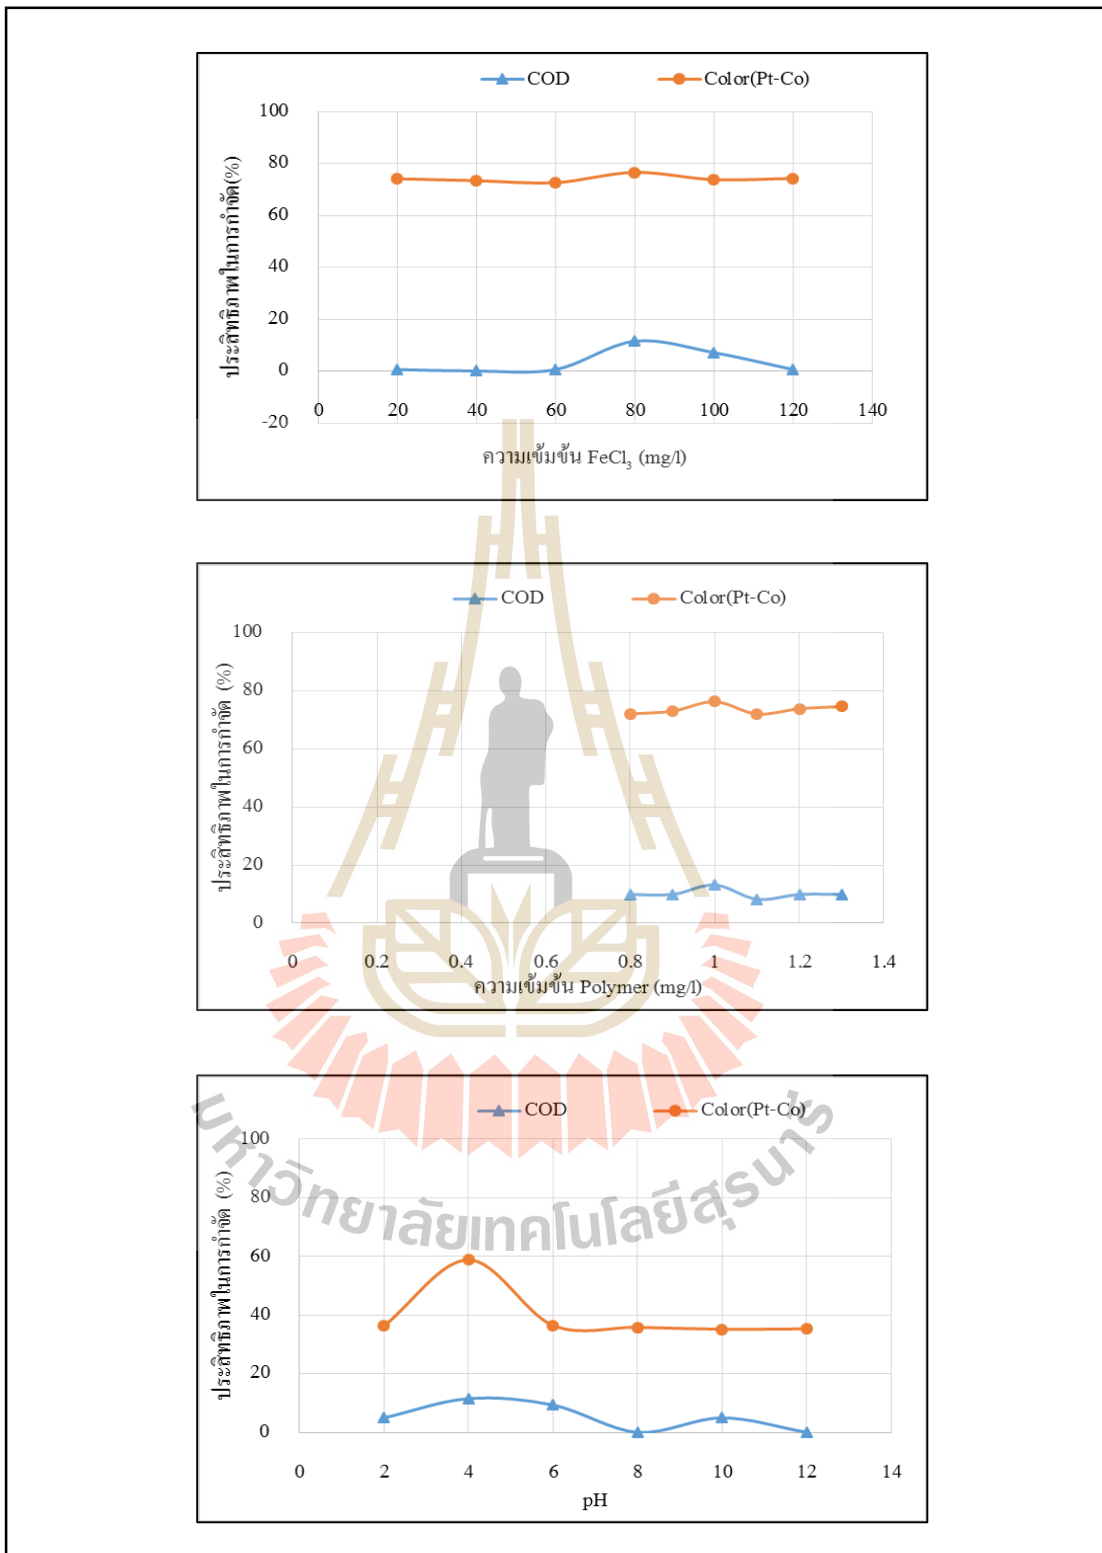 COD Color(Pt-Co)
100
80
60
40
20
0
-20
ประสิทธิภาพในการกำจัด(%)
0 20 40 60 80 100 120 140
ความเข้มข้น FeCl₃ (mg/l)
COD Color(Pt-Co)
100
80
60
40
20
0
ประสิทธิภาพในการกำจัด (%)
0 0.2 0.4 0.6 0.8 1 1.2 1.4
ความเข้มข้น Polymer (mg/l)
COD Color(Pt-Co)
100
80
60
40
20
0
ประสิทธิภาพในการกำจัด (%)
0 2 4 6 8 10 12 14
pH
มหาวิทยาลัยเทคโนโลยีสุรนารี